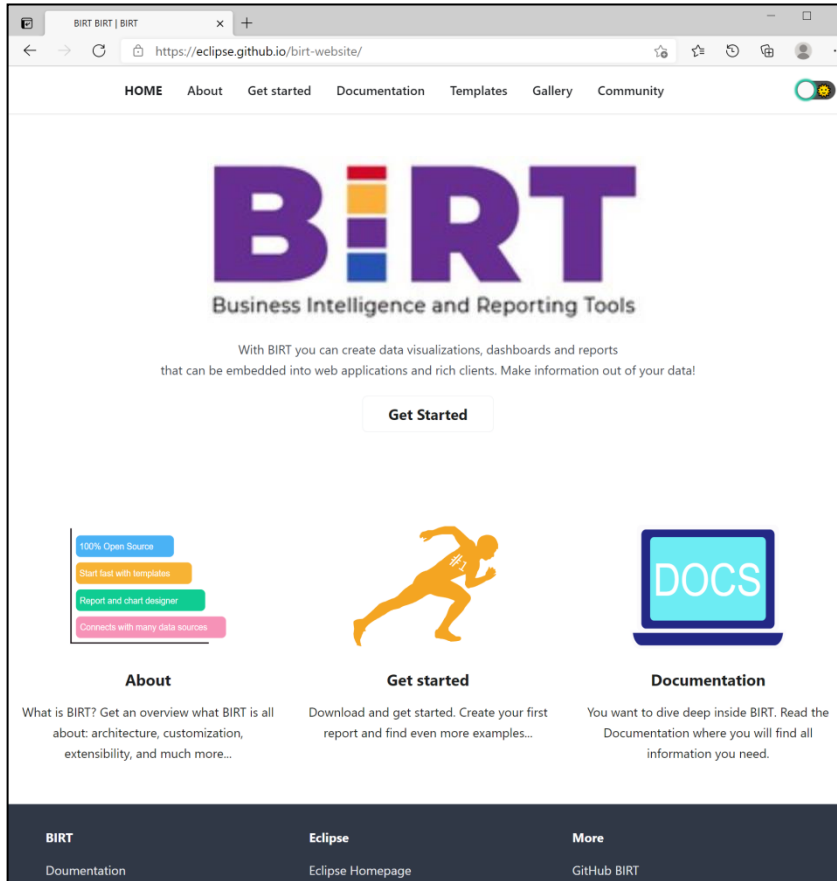 BIRT BIRT | BIRT
https://eclipse.github.io/birt-website/
HOME About Get started Documentation Templates Gallery Community
BIRT
Business Intelligence and Reporting Tools
With BIRT you can create data visualizations, dashboards and reports
that can be embedded into web applications and rich clients. Make information out of your data!
Get Started
100% Open Source
Start fast with templates
Report and chart designer
Connects with many data sources
#1
DOCS
About
What is BIRT? Get an overview what BIRT is all
about: architecture, customization,
extensibility, and much more...
Get started
Download and get started. Create your first
report and find even more examples...
Documentation
You want to dive deep inside BIRT. Read the
Documentation where you will find all
information you need.
BIRT
Doumentation
Eclipse
Eclipse Homepage
More
GitHub BIRT